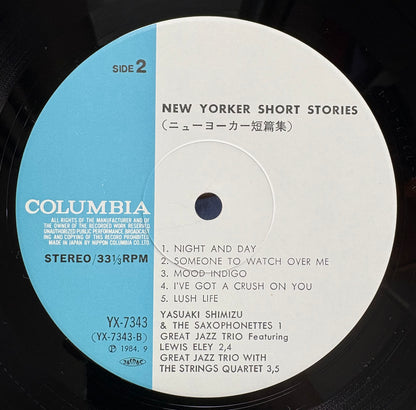 SIDE 2
NEW YORKER SHORT STORIES
(ニューヨーカー短篇集)
COLUMBIA
ALL RIGHTS OF THE MANUFACTURER AND OF
THE OWNER OF THE RECORDED WORK RESERVED
UNAUTHORIZED PUBLIC PERFORMANCE BROADCAST-
ING AND COPYING OF THIS RECORD PROHIBITED
MADE IN JAPAN BY NIPPON COLUMBIA CO. LTD.
STEREO/33⅓RPM
1. NIGHT AND DAY
2. SOMEONE TO WATCH OVER ME
3. MOOD INDIGO
4. I'VE GOT A CRUSH ON YOU
5. LUSH LIFE
YX-7343
(YX-7343-B)
Ⓟ 1984. 9
YASUAKI SHIMIZU
& THE SAXOPHONETTES 1
GREAT JAZZ TRIO Featuring
LEWIS ELEY 2,4
GREAT JAZZ TRIO WITH
THE STRINGS QUARTET 3,5